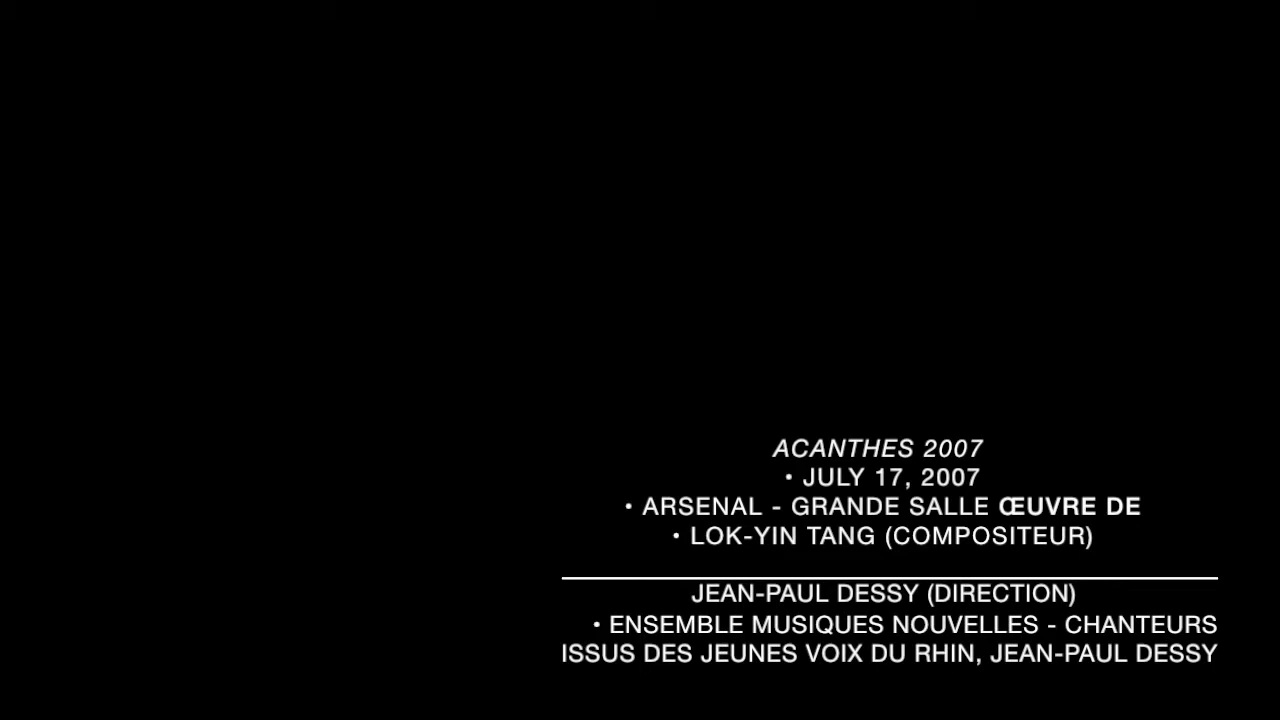 ACANTHES 2007
• JULY 17, 2007
• ARSENAL - GRANDE SALLE ŒUVRE DE
• LOK-YIN TANG (COMPOSITEUR)
JEAN-PAUL DESSY (DIRECTION)
• ENSEMBLE MUSIQUES NOUVELLES - CHANTEURS
ISSUS DES JEUNES VOIX DU RHIN, JEAN-PAUL DESSY